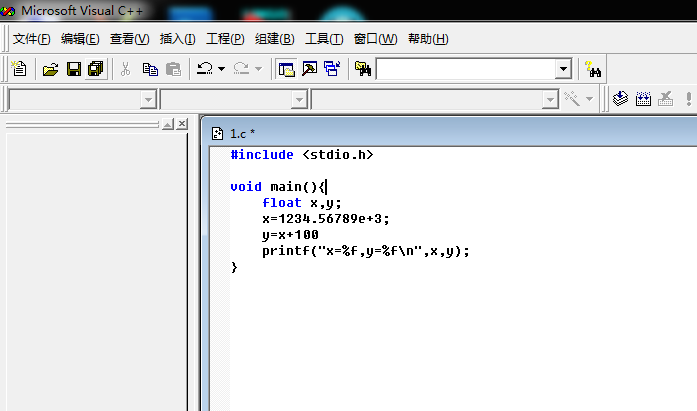 Microsoft Visual C++
文件(F) 编辑(E) 查看(V) 插入(I) 工程(P) 组建(B) 工具(T) 窗口(W) 帮助(H)
1.c *
#include <stdio.h>
void main(){
float x,y;
x=1234.56789e+3;
y=x+100
printf("x=%f,y=%f\n",x,y);
}